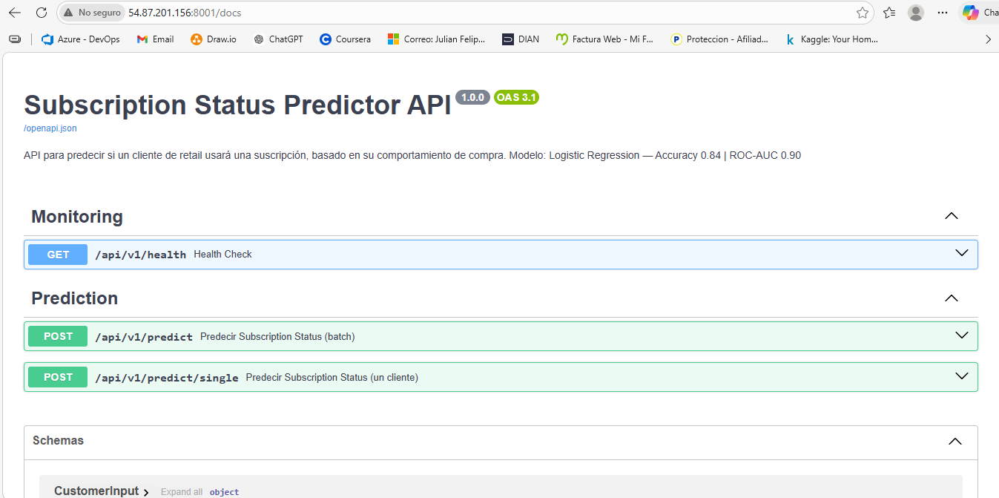 No seguro 54.87.201.156:8001/docs Cha
Azure - DevOps Email Draw.io ChatGPT Coursera Correo: Julian Felip... DIAN Factura Web - Mi F... Proteccion - Afiliad... Kaggle: Your Hom...
Subscription Status Predictor API 1.0.0 OAS 3.1
/openapi.json
API para predecir si un cliente de retail usará una suscripción, basado en su comportamiento de compra. Modelo: Logistic Regression — Accuracy 0.84 | ROC-AUC 0.90
Monitoring
GET /api/v1/health Health Check
Prediction
POST /api/v1/predict Predecir Subscription Status (batch)
POST /api/v1/predict/single Predecir Subscription Status (un cliente)
Schemas
CustomerInput Expand all object